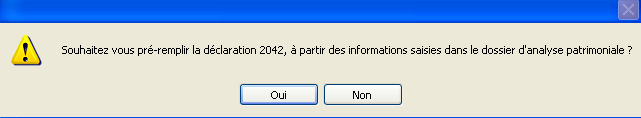 Souhaitez vous pré-remplir la déclaration 2042, à partir des informations saisies dans le dossier d'analyse patrimoniale ?
Oui Non